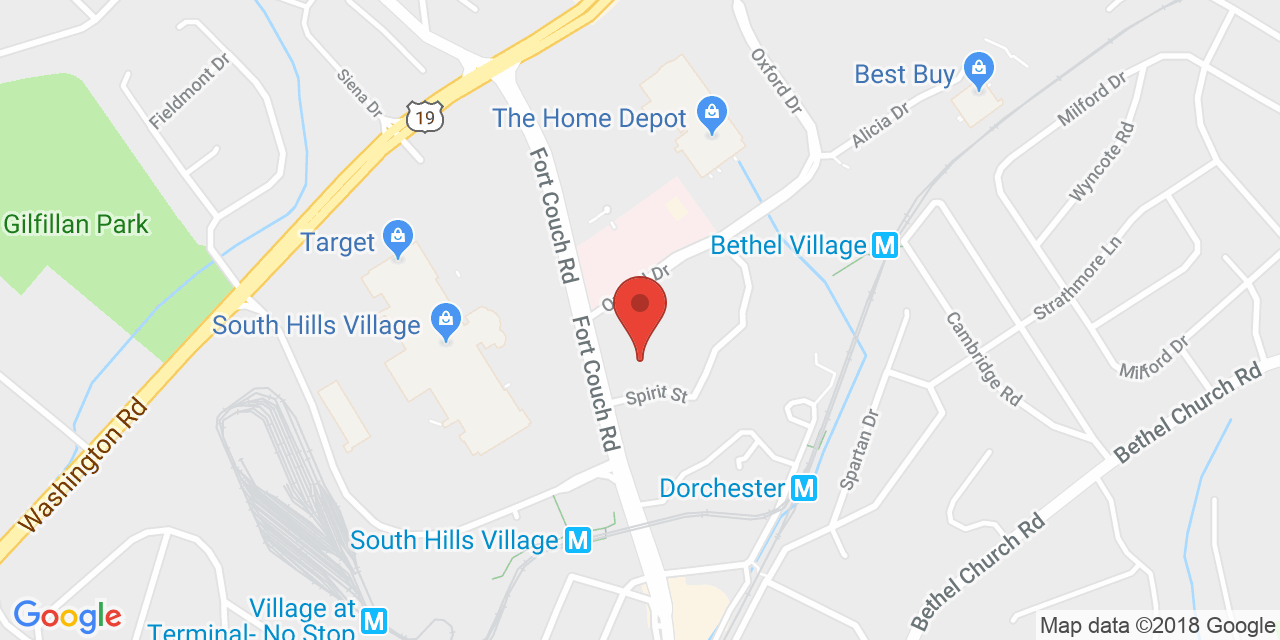 Fieldmont Dr
Siena Dr
19
Oxford Dr
Best Buy
Milford Dr
The Home Depot
Alicia Dr
Wyncote Rd
Fort Couch Rd
Gilfillan Park
Target
Bethel Village M
Strathmore Ln
South Hills Village
Fort Couch Rd
Cambridge Rd
Milford Dr
Spirit St
Bethel Church Rd
Washington Rd
Spartan Dr
Dorchester M
South Hills Village M
Bethel Church Rd
Village at
Terminal- No Stop M
Google
Map data ©2018 Google